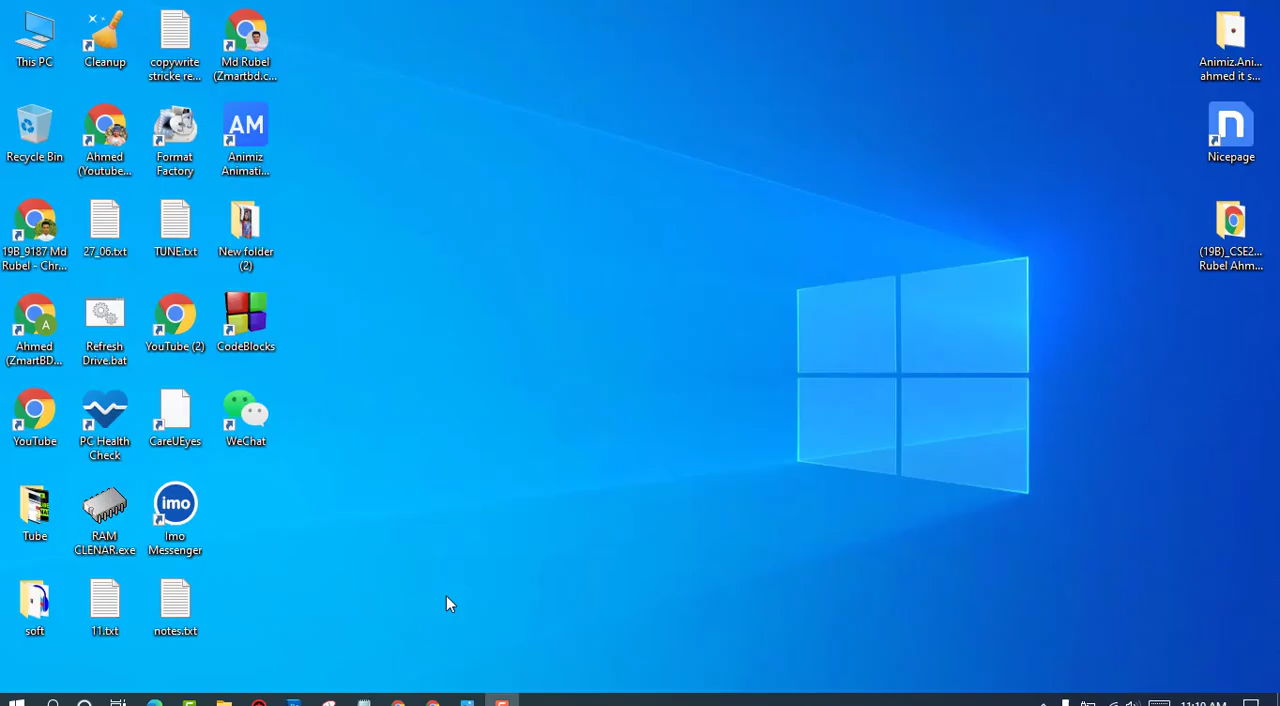 This PC
Cleanup
copywrite
stricke re...
Md Rubel
(Zmartbd.c...
Animiz.Ani...
ahmed it s...
Recycle Bin
Ahmed
(Youtube...
Format
Factory
AM
Animiz
Animati...
n
Nicepage
19B_9187 Md
Rubel - Chr...
27_06.txt
TUNE.txt
New folder
(2)
(19B)_CSE2...
Rubel Ahm...
A
Ahmed
(ZmartBD...
Refresh
Drive.bat
YouTube (2)
CodeBlocks
YouTube
PC Health
Check
CareUEyes
WeChat
Tube
RAM
CLENAR.exe
imo
Imo
Messenger
soft
11.txt
notes.txt
11:10 AM